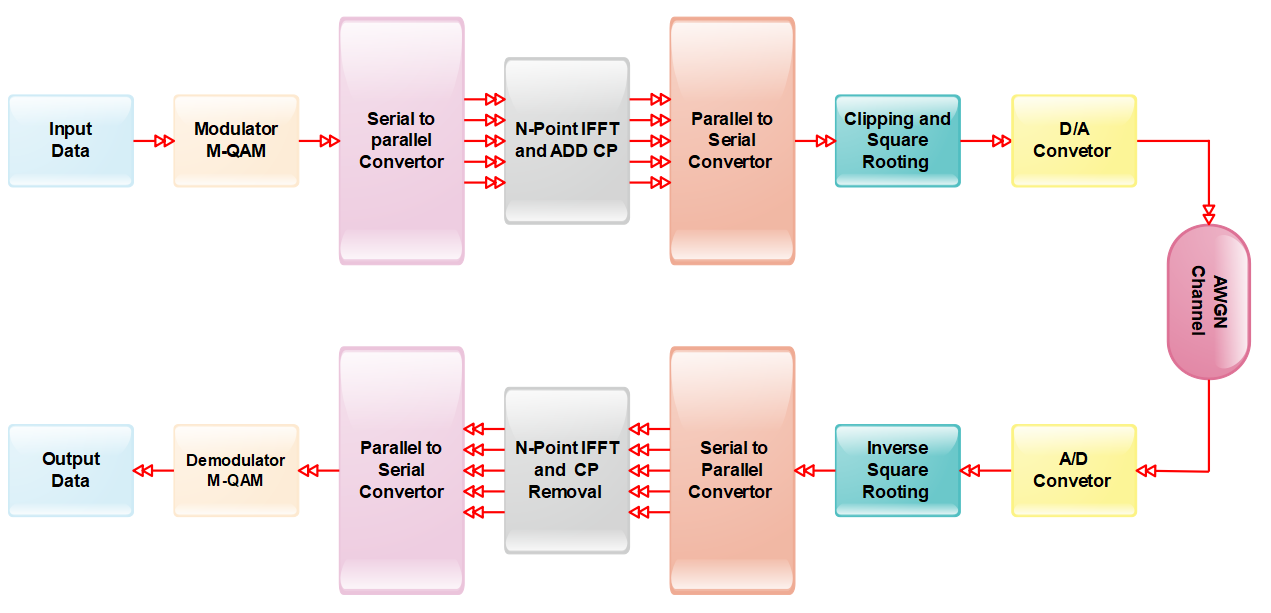 Input
Data
Modulator
M-QAM
Serial to
parallel
Convertor
N-Point IFFT
and ADD CP
Parallel to
Serial
Convertor
Clipping and
Square
Rooting
D/A
Convetor
AWGN
Channel
Output
Data
Demodulator
M-QAM
Parallel to
Serial
Convertor
N-Point IFFT
and CP
Removal
Serial to
Parallel
Convertor
Inverse
Square
Rooting
A/D
Convetor